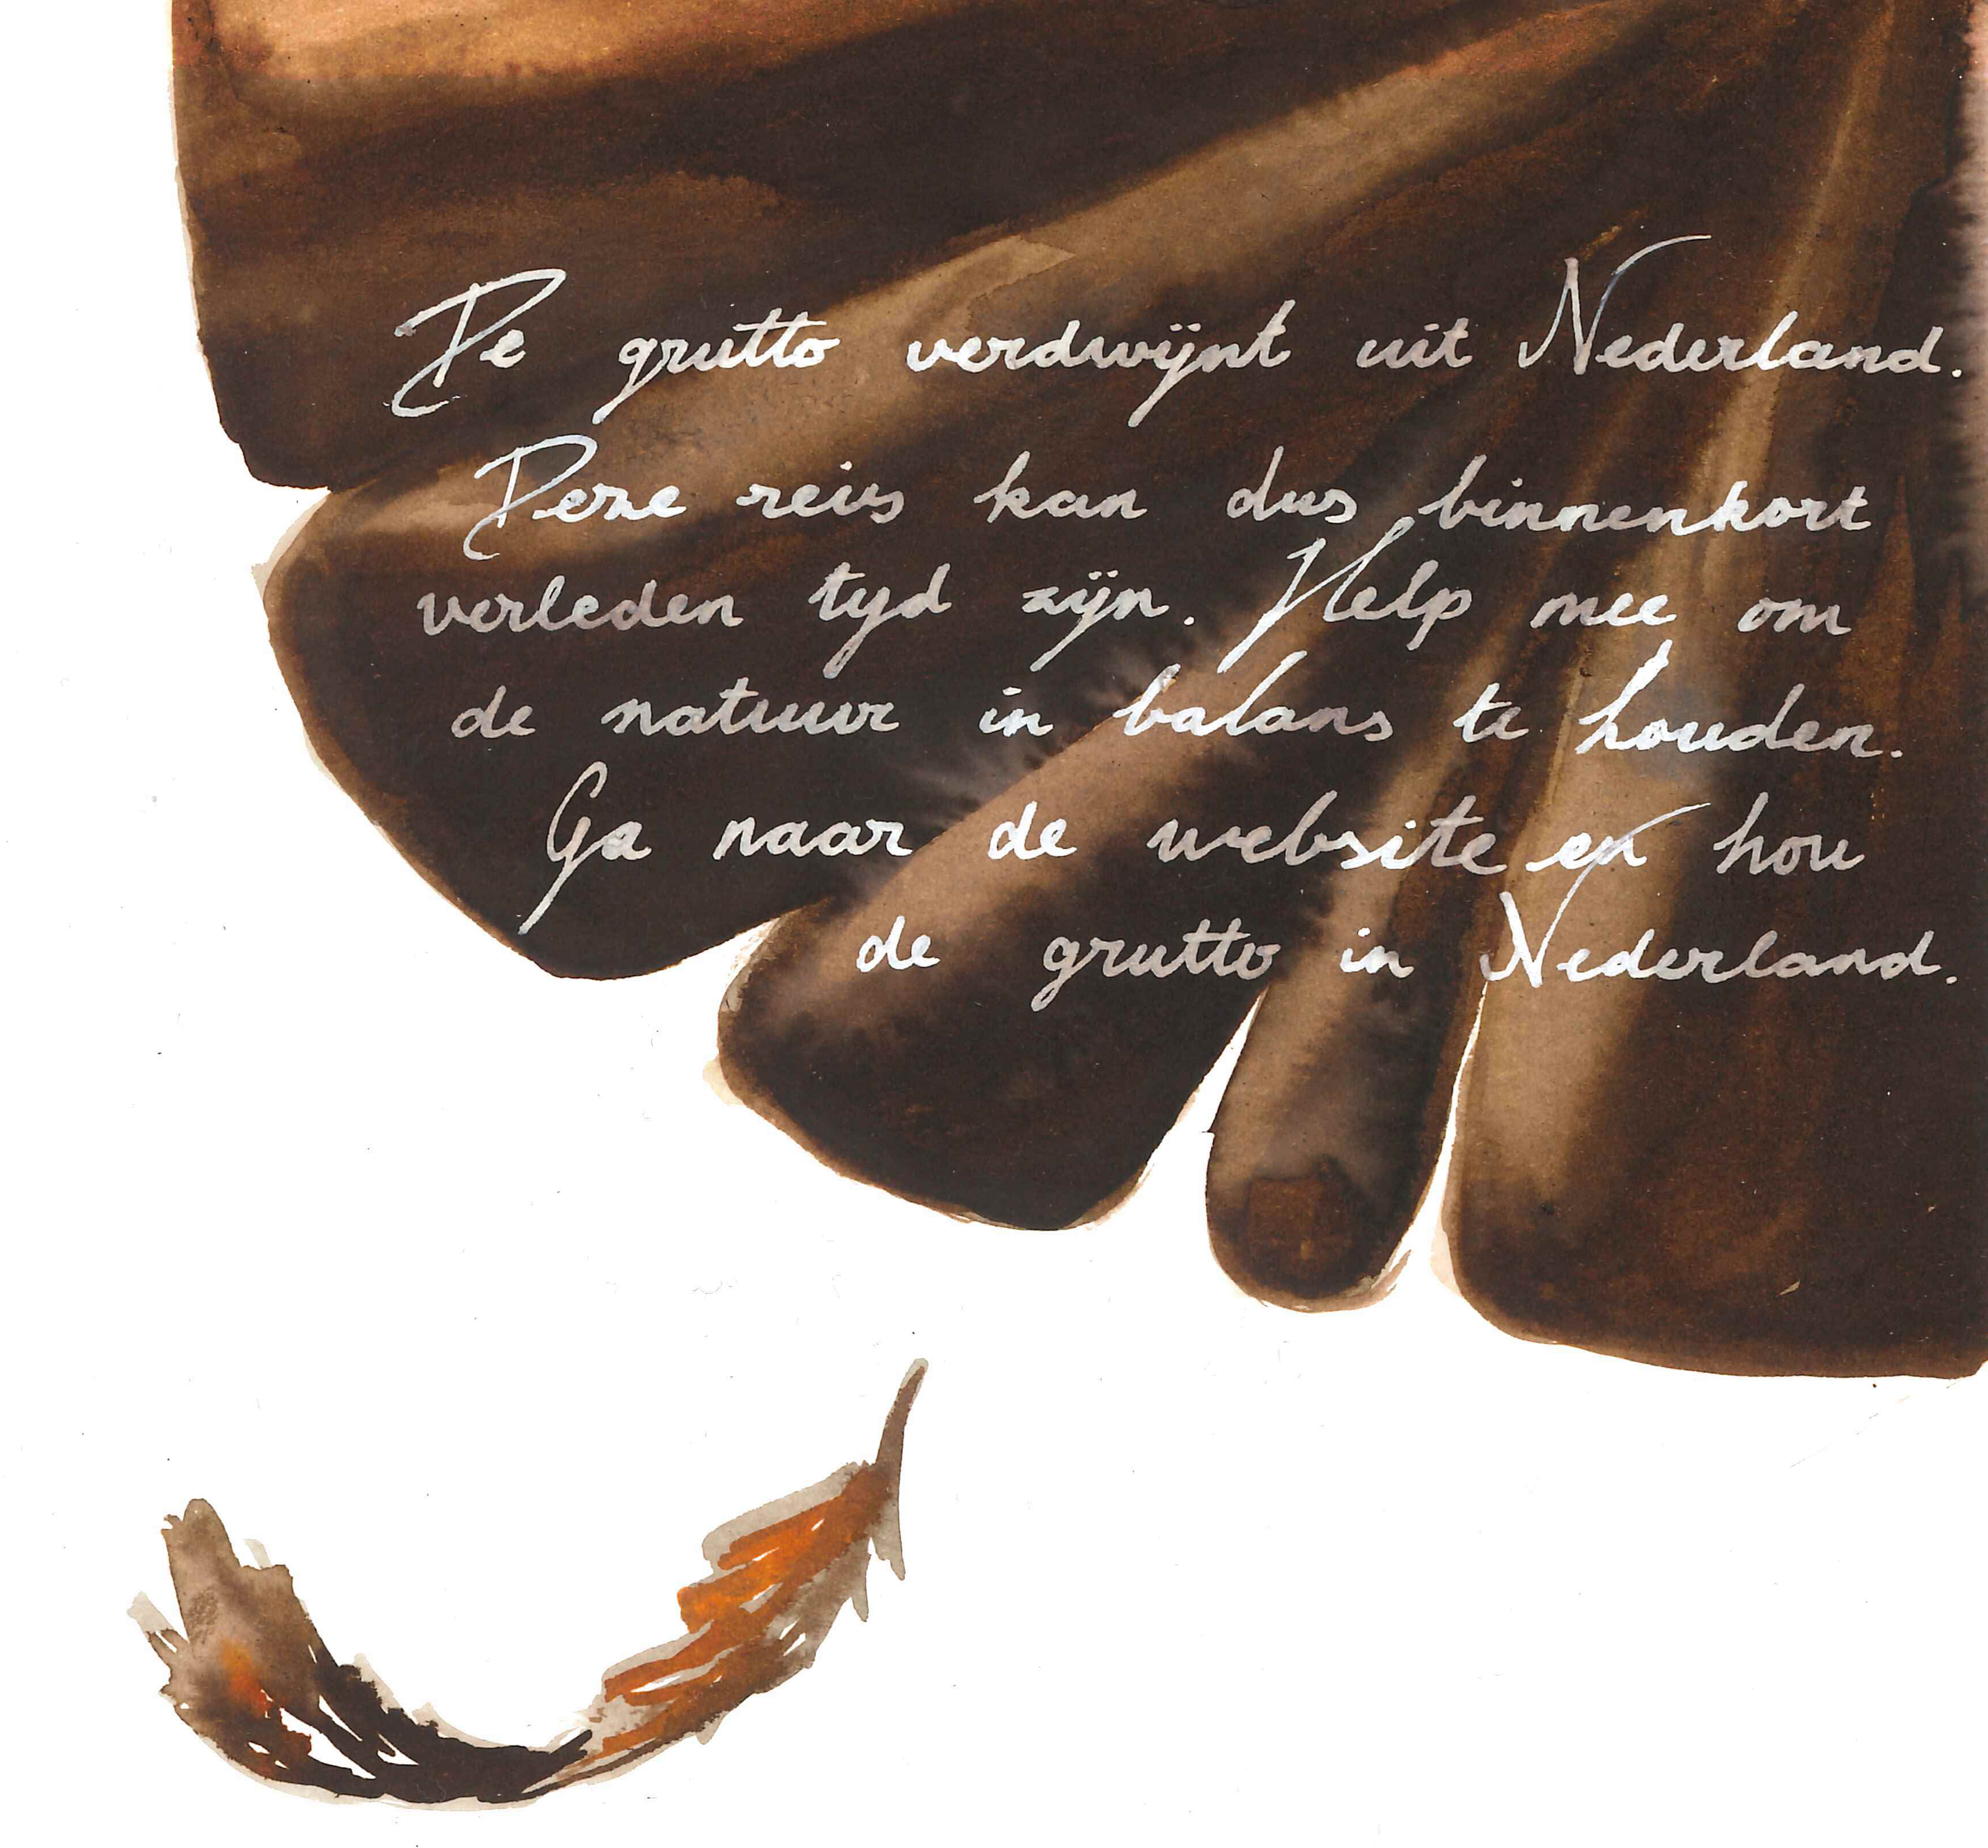 De grutto verdwijnt uit Nederland.
Deze reis kan dus binnenkort
verleden tijd zijn. Help mee om
de natuur in balans te houden.
Ga naar de website en hou
de grutto in Nederland.